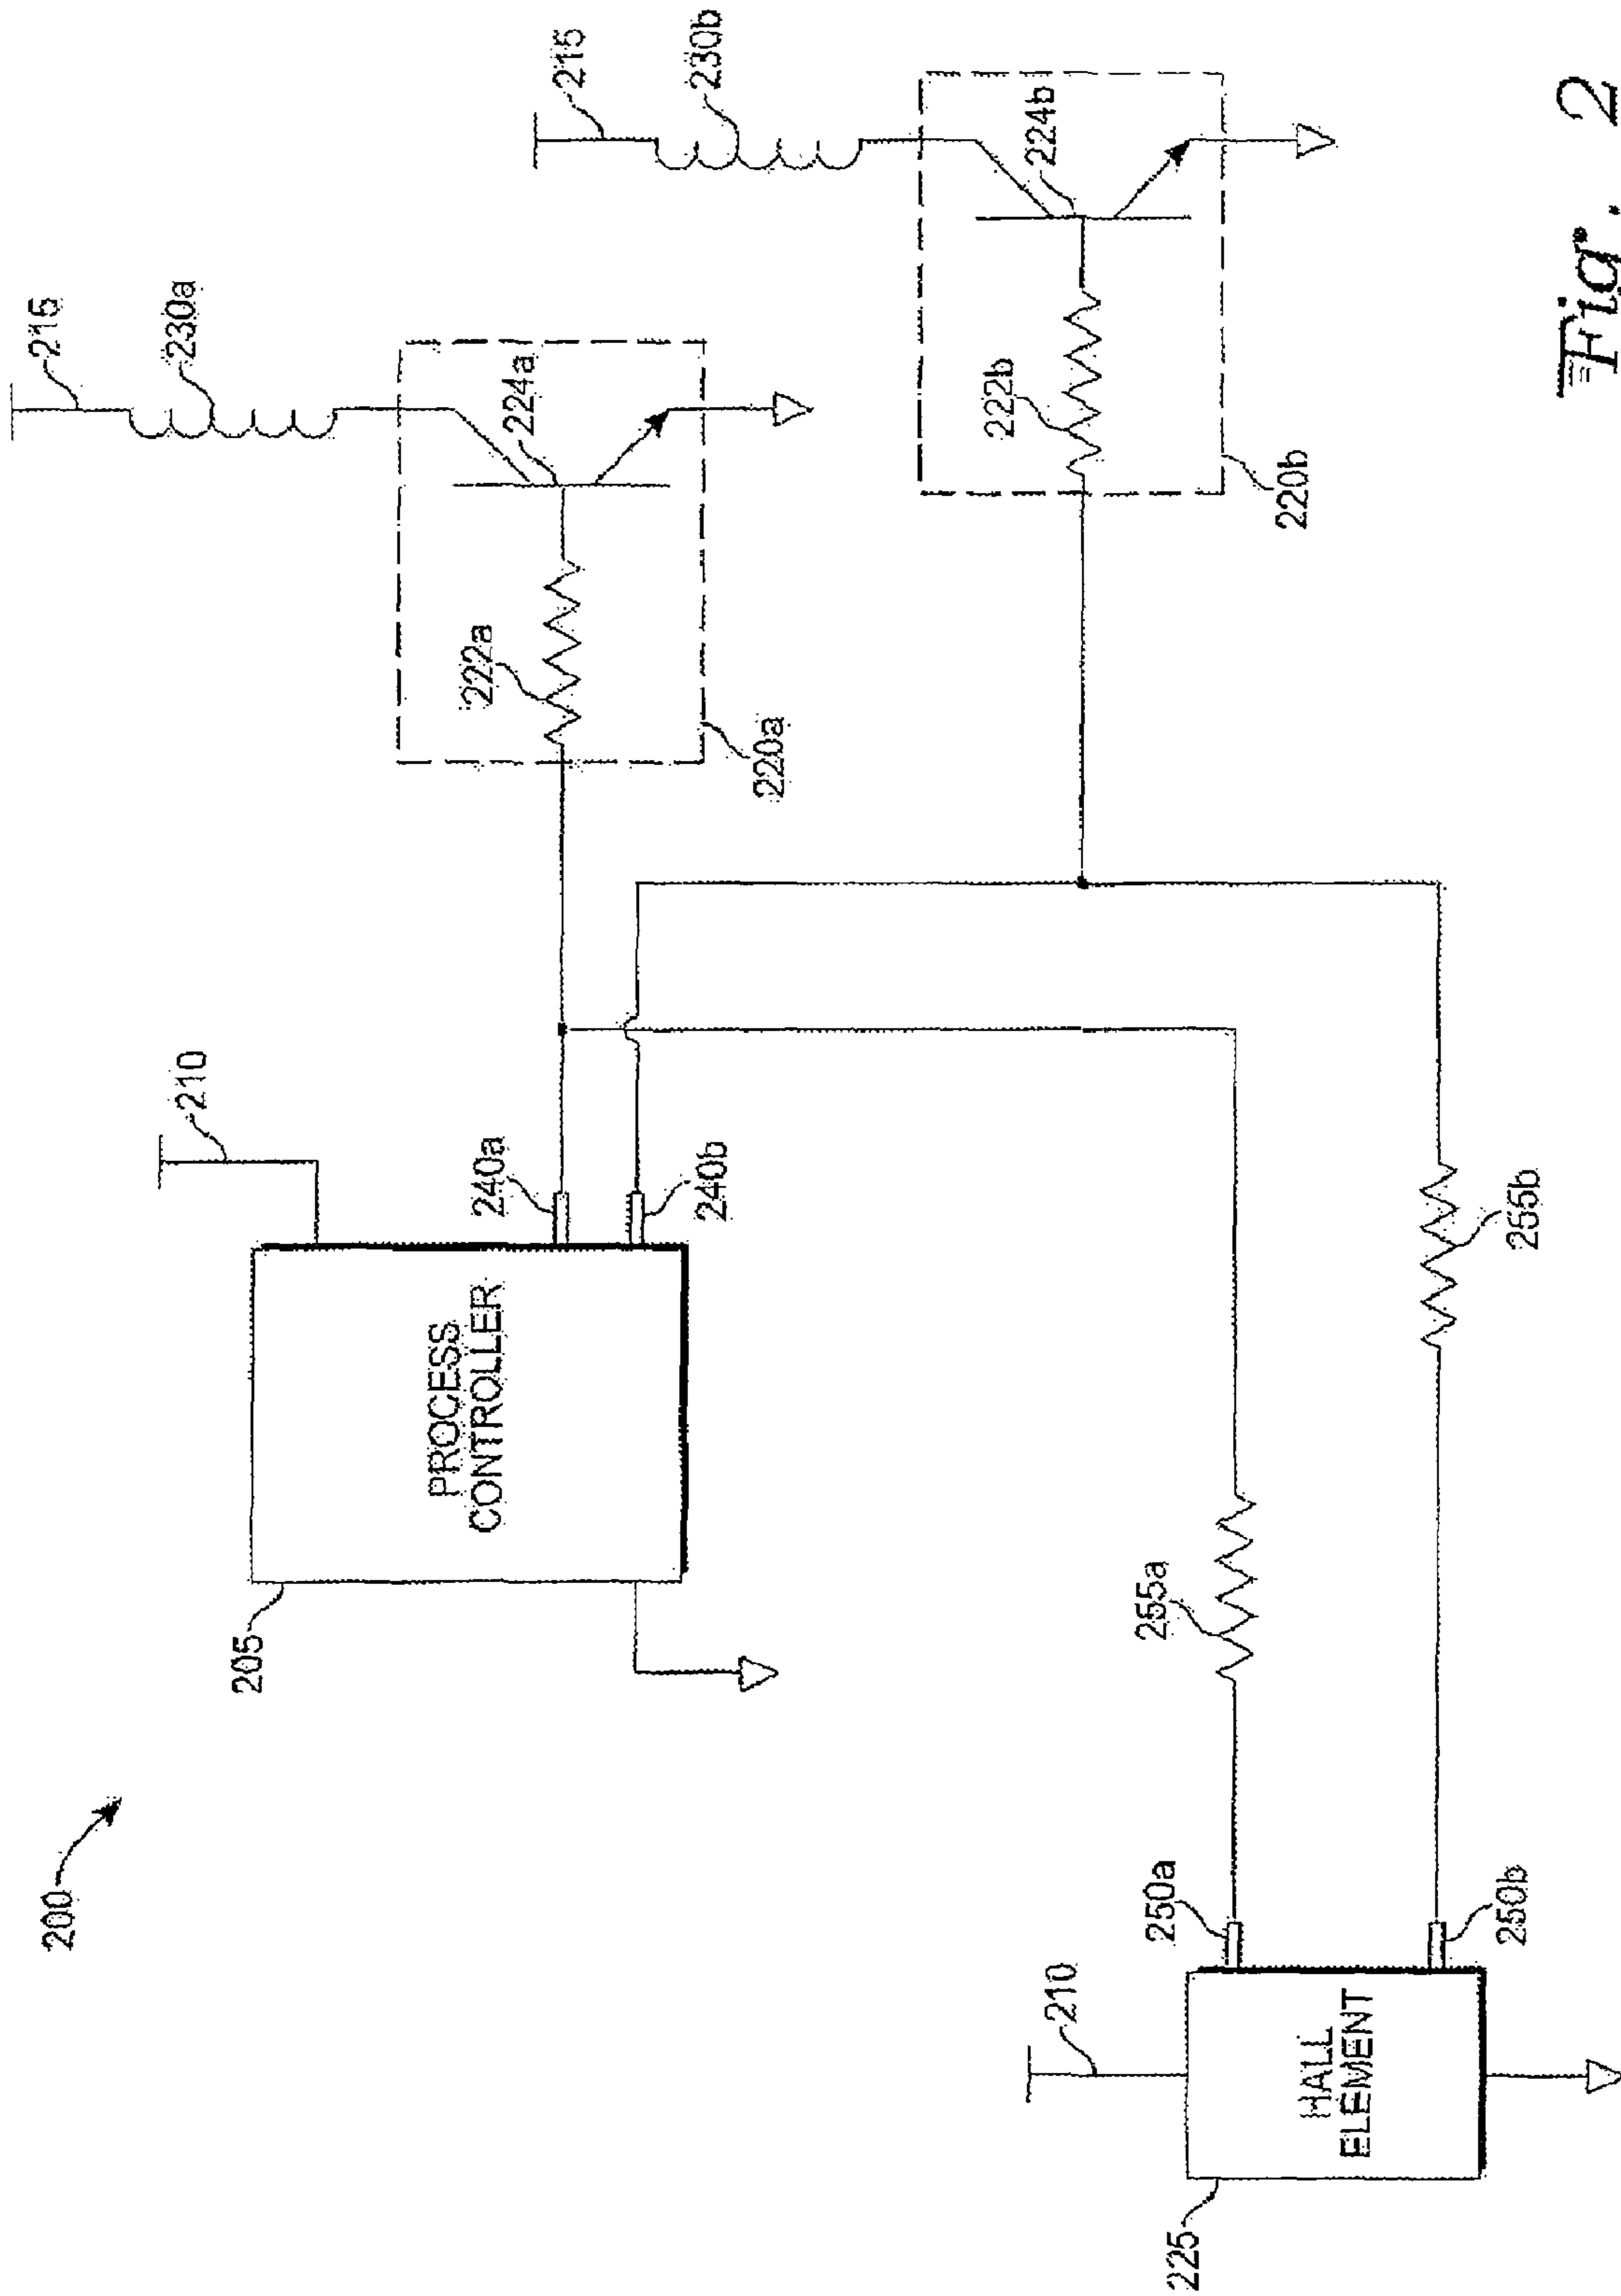 200
205
PROCESS
CONTROLLER
210
240a
240b
215
230a
224a
222a
220a
215
230b
224b
222b
220b
255a
255b
250a
250b
210
HALL
ELEMENT
225
Fig. 2